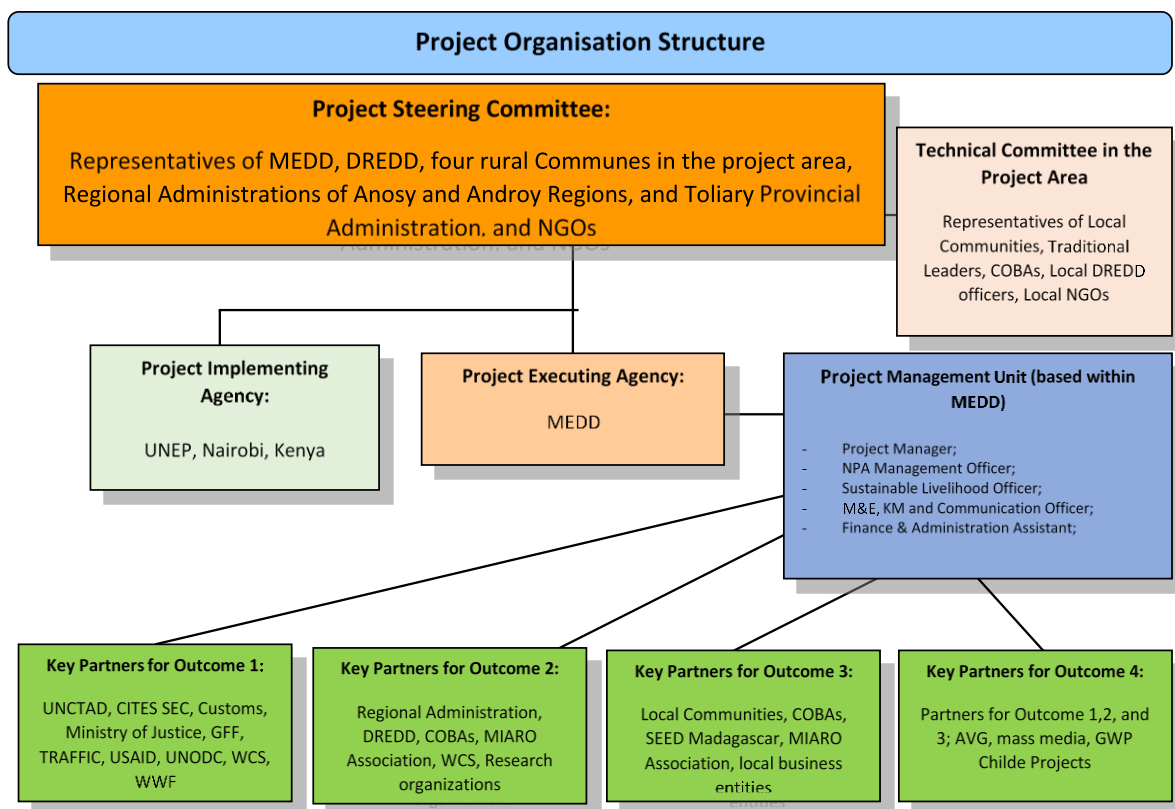 Project Organisation Structure
Project Steering Committee:
Representatives of MEDD, DREDD, four rural Communes in the project area,
Regional Administrations of Anosy and Androy Regions, and Toliary Provincial
Administration. and NGOs
Technical Committee in the
Project Area
Representatives of Local
Communities, Traditional
Leaders, COBAs, Local DREDD
officers, Local NGOs
Project Implementing
Agency:
UNEP, Nairobi, Kenya
Project Executing Agency:
MEDD
Project Management Unit (based within
MEDD)
- Project Manager;
- NPA Management Officer;
- Sustainable Livelihood Officer;
- M&E, KM and Communication Officer;
- Finance & Administration Assistant;
Key Partners for Outcome 1:
UNCTAD, CITES SEC, Customs,
Ministry of Justice, GFF,
TRAFFIC, USAID, UNODC, WCS,
WWF
Key Partners for Outcome 2:
Regional Administration,
DREDD, COBAs, MIARO
Association, WCS, Research
organizations
Key Partners for Outcome 3:
Local Communities, COBAs,
SEED Madagascar, MIARO
Association, local business
entities
Key Partners for Outcome 4:
Partners for Outcome 1,2, and
3; AVG, mass media, GWP
Childe Projects